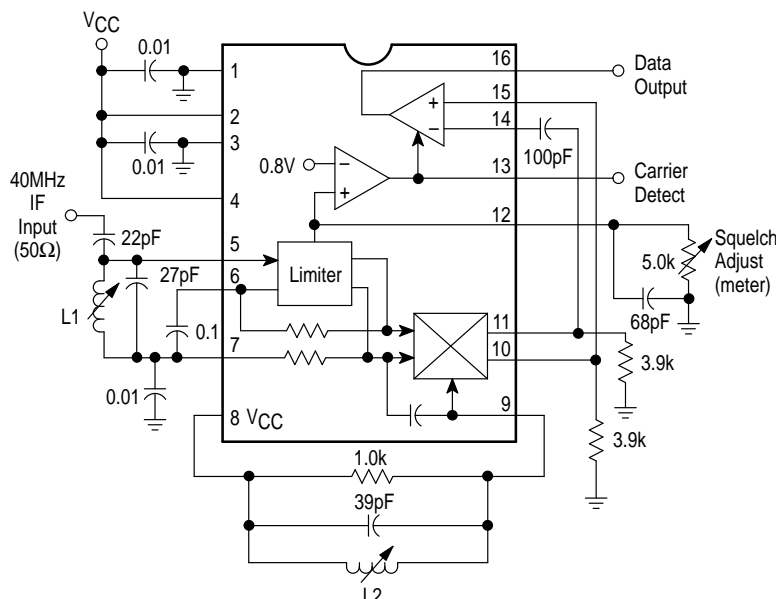 VCC
0.01
1
2
3
0.01
4
40MHz
IF
Input
(50Ω)
22pF
5
27pF
6
L1
0.1
7
0.01
8 VCC
0.8V
−
+
Limiter
+
−
16
15
14
100pF
13
12
11
10
9
Data
Output
Carrier
Detect
Squelch
Adjust
(meter)
5.0k
68pF
3.9k
3.9k
1.0k
39pF
L2